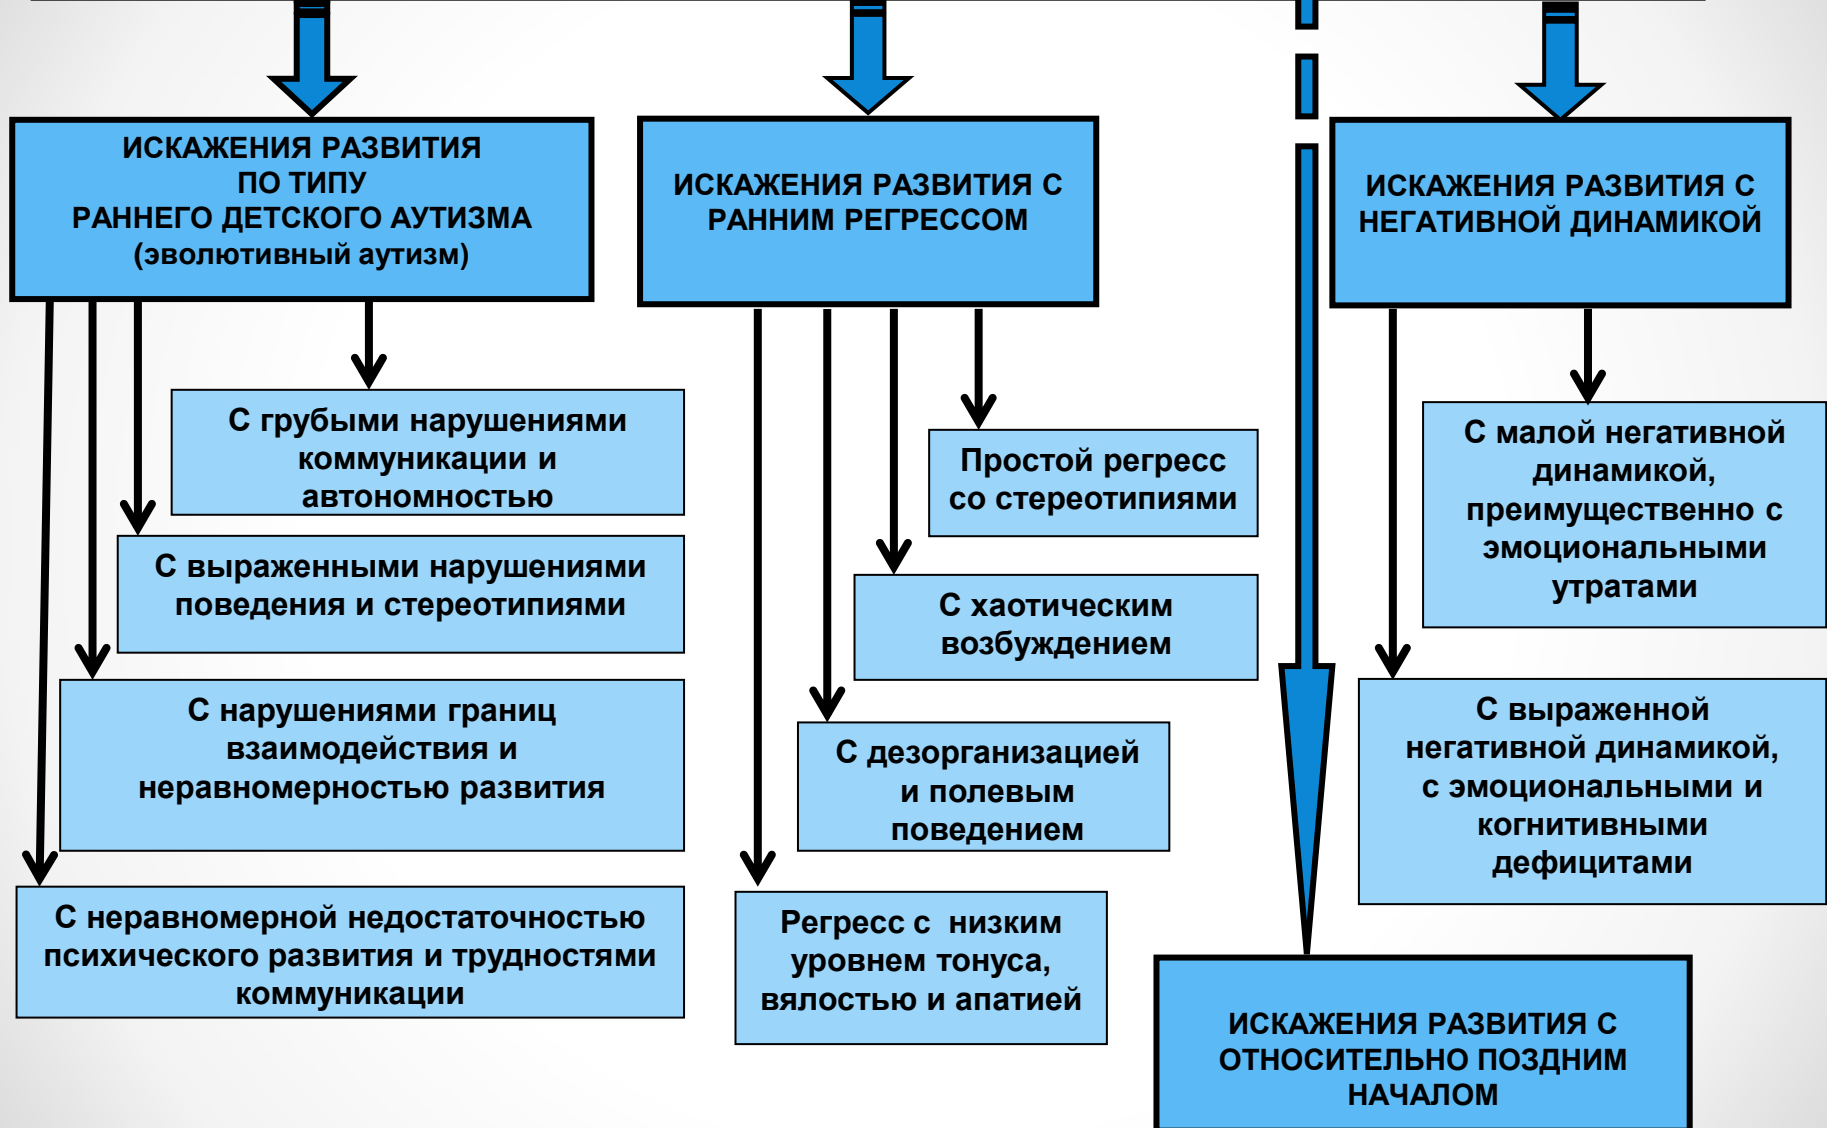 ИСКАЖЕНИЯ РАЗВИТИЯ
ПО ТИПУ
РАННЕГО ДЕТСКОГО АУТИЗМА
(эволютивный аутизм)
С грубыми нарушениями
коммуникации и
автономностью
С выраженными нарушениями
поведения и стереотипиями
С нарушениями границ
взаимодействия и
неравномерностью развития
С неравномерной недостаточностью
психического развития и трудностями
коммуникации
ИСКАЖЕНИЯ РАЗВИТИЯ С
РАННИМ РЕГРЕССОМ
Простой регресс
со стереотипиями
С хаотическим
возбуждением
С дезорганизацией
и полевым
поведением
Регресс с  низким
уровнем тонуса,
вялостью и апатией
ИСКАЖЕНИЯ РАЗВИТИЯ С
НЕГАТИВНОЙ ДИНАМИКОЙ
С малой негативной
динамикой,
преимущественно с
эмоциональными
утратами
С выраженной
негативной динамикой,
с эмоциональными и
когнитивными
дефицитами
ИСКАЖЕНИЯ РАЗВИТИЯ С
ОТНОСИТЕЛЬНО ПОЗДНИМ
НАЧАЛОМ